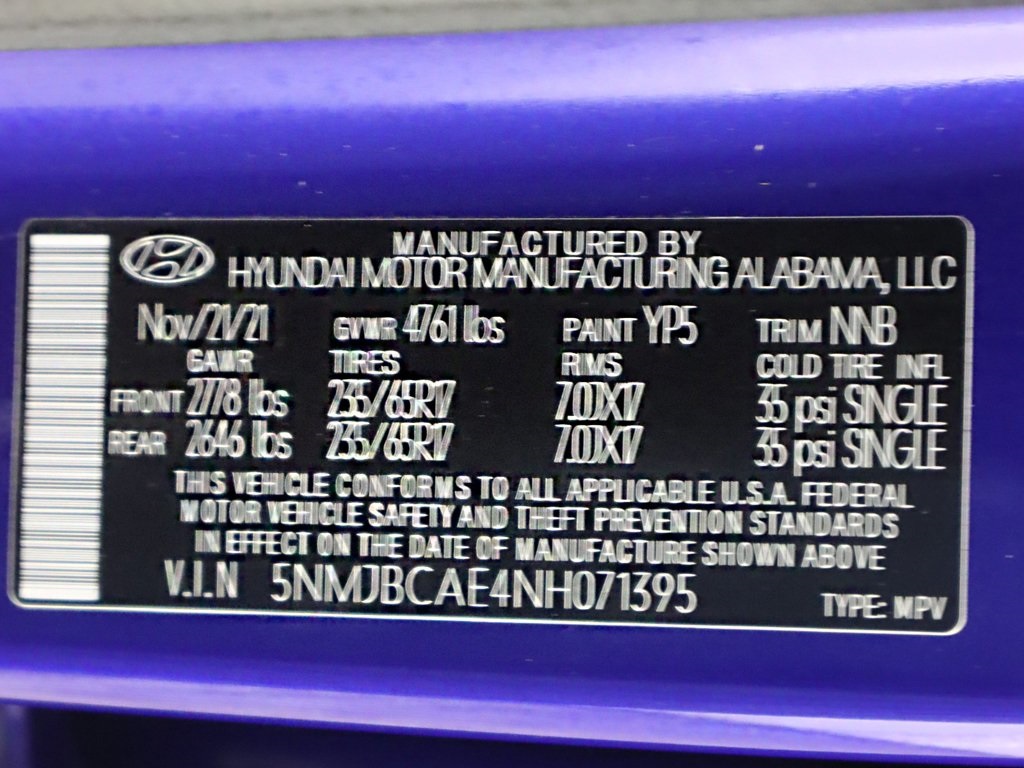 MANUFACTURED BY
HYUNDAI MOTOR MANUFACTURING ALABAMA, LLC
Nov/21/21 GVWR 4761 lbs PAINT YP5 TRIM NNB
GAWR TIRES RIMS COLD TIRE INFL
FRONT 2778 lbs 235/65R17 7.00X17 35 psi SINGLE
REAR 2646 lbs 235/65R17 7.00X17 35 psi SINGLE
THIS VEHICLE CONFORMS TO ALL APPLICABLE U.S.A. FEDERAL
MOTOR VEHICLE SAFETY AND THEFT PREVENTION STANDARDS
IN EFFECT ON THE DATE OF MANUFACTURE SHOWN ABOVE
V.I.N 5NMJBCAE4NH071395
TYPE: MPV